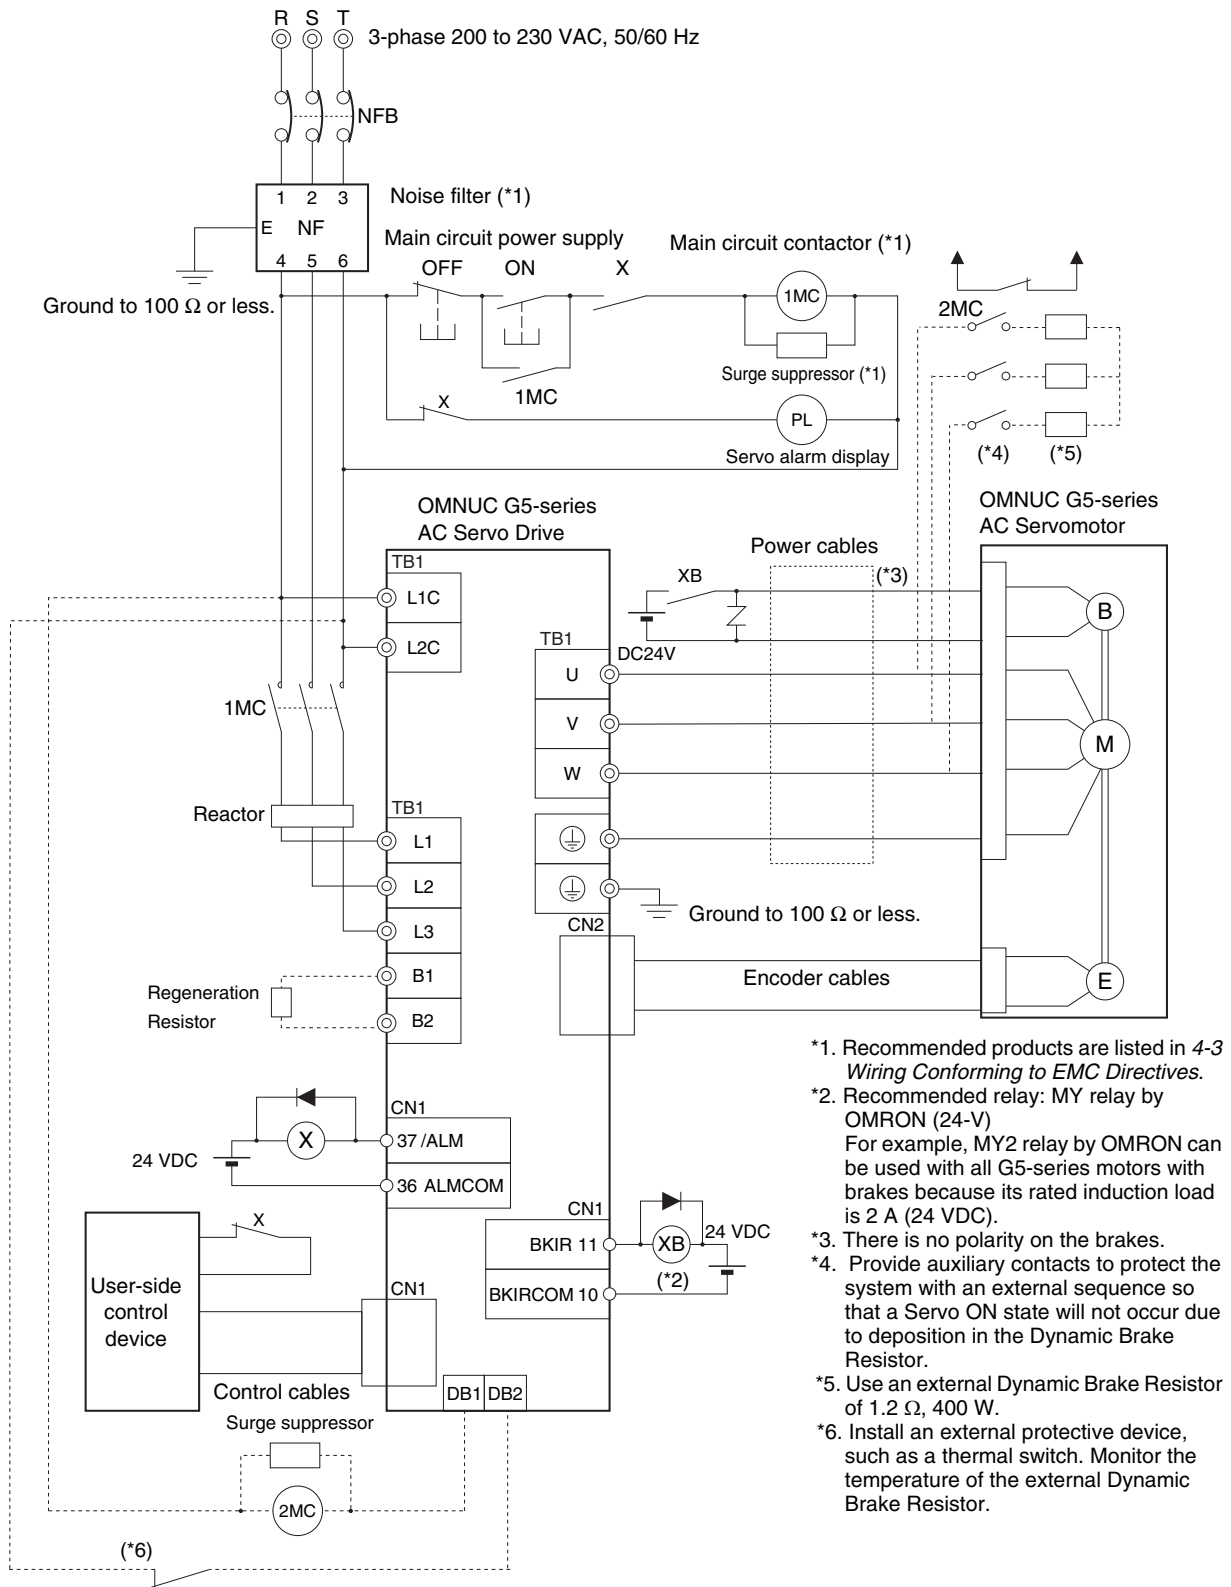 R S T
3-phase 200 to 230 VAC, 50/60 Hz
NFB
1 2 3
Noise filter (*1)
E NF
4 5 6
Ground to 100 Ω or less.
Main circuit power supply
OFF ON X
Main circuit contactor (*1)
1MC
Surge suppressor (*1)
1MC
X
PL
Servo alarm display
2MC
(*4) (*5)
OMNUC G5-series
AC Servo Drive
OMNUC G5-series
AC Servomotor
TB1
L1C
L2C
1MC
Reactor
TB1
L1
L2
L3
B1
B2
Regeneration
Resistor
Power cables
(*3)
XB
DC24V
TB1
U
V
W
B
M
E
Ground to 100 Ω or less.
CN2
Encoder cables
CN1
X
37 /ALM
24 VDC
36 ALMCOM
CN1
BKIR 11
XB
24 VDC
(*2)
BKIRCOM 10
X
User-side
control
device
CN1
Control cables
DB1 DB2
Surge suppressor
2MC
(*6)
*1. Recommended products are listed in 4-3
Wiring Conforming to EMC Directives.
*2. Recommended relay: MY relay by
OMRON (24-V)
For example, MY2 relay by OMRON can
be used with all G5-series motors with
brakes because its rated induction load
is 2 A (24 VDC).
*3. There is no polarity on the brakes.
*4. Provide auxiliary contacts to protect the
system with an external sequence so
that a Servo ON state will not occur due
to deposition in the Dynamic Brake
Resistor.
*5. Use an external Dynamic Brake Resistor
of 1.2 Ω, 400 W.
*6. Install an external protective device,
such as a thermal switch. Monitor the
temperature of the external Dynamic
Brake Resistor.